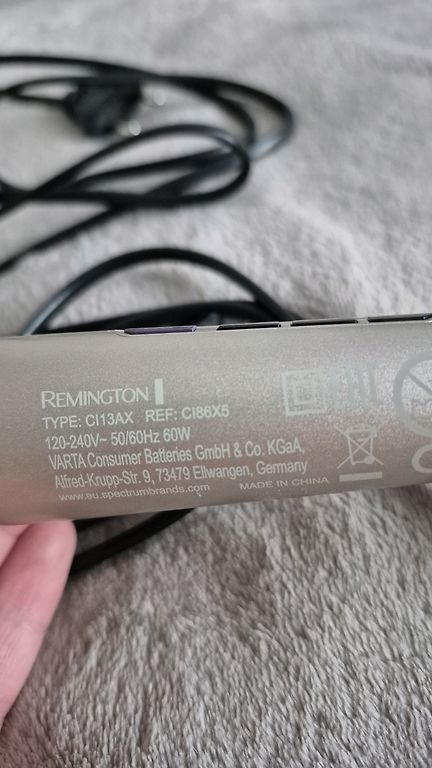 REMINGTON
TYPE: CI13AX REF: CI86X5
120-240V~ 50/60Hz 60W
VARTA Consumer Batteries GmbH & Co. KGaA,
Alfred-Krupp-Str. 9, 73479 Ellwangen, Germany
www.eu.spectrumbrands.com MADE IN CHINA